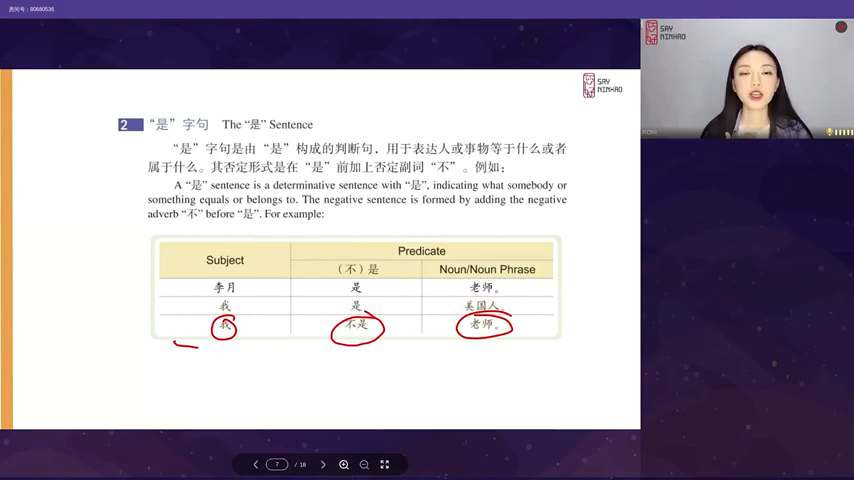 房间号：80680536
SAY
NINHAO
SAY
NINHAO
2 “是”字句 The “是” Sentence
“是”字句是由“是”构成的判断句，用于表达人或事物等于什么或者
属于什么。其否定形式是在“是”前加上否定副词“不”。例如：
A “是” sentence is a determinative sentence with “是”, indicating what somebody or
something equals or belongs to. The negative sentence is formed by adding the negative
adverb “不” before “是”. For example:
Subject Predicate
（不）是 Noun/Noun Phrase
李月 是 老师。
我 是 美国人。
我 不是 老师。
RONI
7 / 18